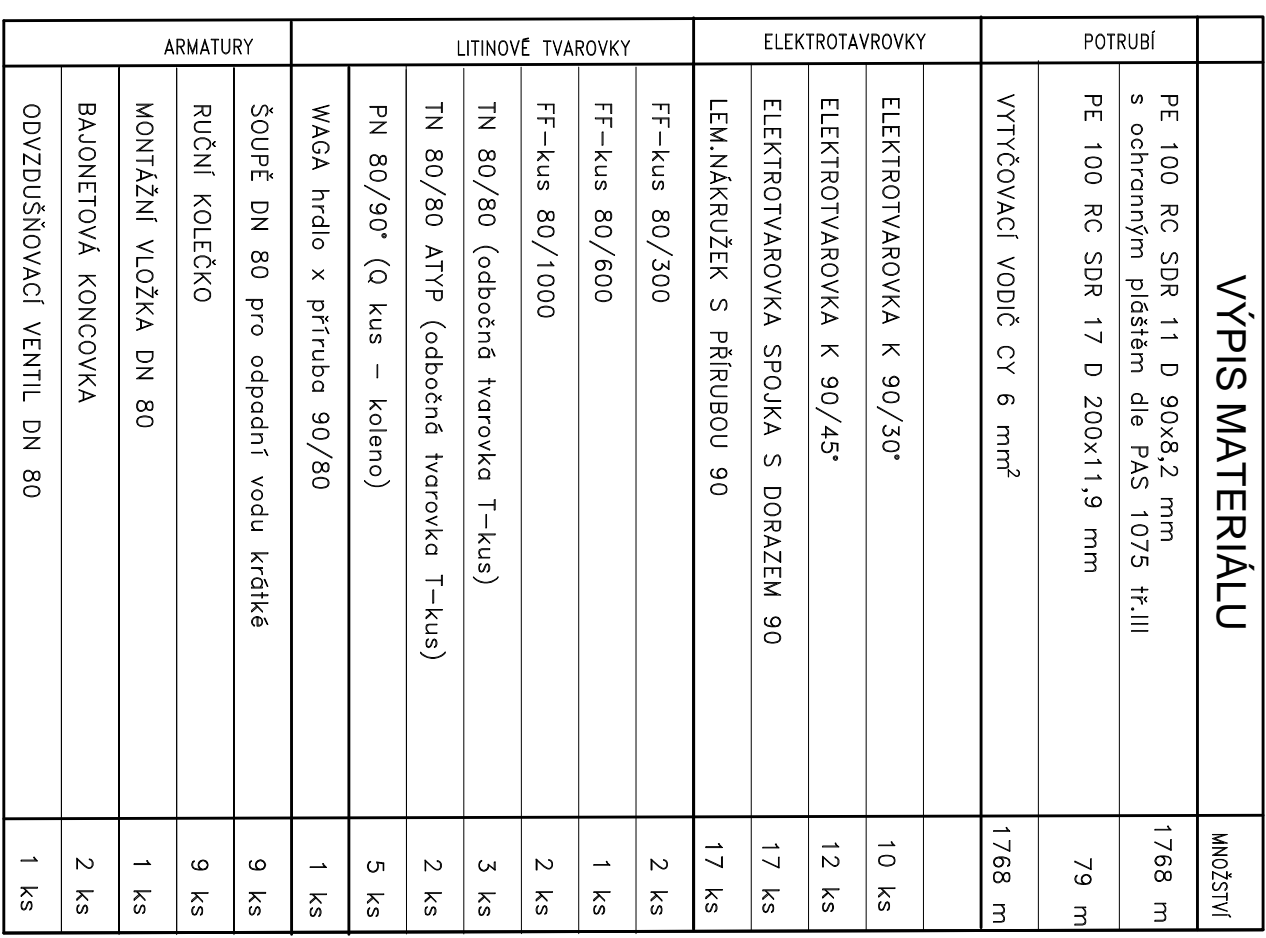 VÝPIS MATERIÁLU
MNOŽSTVÍ
POTRUBÍ
PE 100 RC SDR 11 D 90x8,2 mm
s ochranným pláštěm dle PAS 1075 tř.III
1768 m
PE 100 RC SDR 17 D 200x11,9 mm
79 m
VYTYČOVACÍ VODIČ CY 6 mm²
1768 m
ELEKTROTAVROVKY
ELEKTROTVAROVKA K 90/30°
10 ks
ELEKTROTVAROVKA K 90/45°
12 ks
ELEKTROTVAROVKA SPOJKA S DORAZEM 90
17 ks
LEM.NÁKRUŽEK S PŘÍRUBOU 90
17 ks
LITINOVÉ TVAROVKY
FF-kus 80/300
2 ks
FF-kus 80/600
1 ks
FF-kus 80/1000
2 ks
TN 80/80 (odbočná tvarovka T-kus)
3 ks
TN 80/80 ATYP (odbočná tvarovka T-kus)
2 ks
PN 80/90° (Q kus - koleno)
5 ks
WAGA hrdlo x příruba 90/80
1 ks
ARMATURY
ŠOUPĚ DN 80 pro odpadní vodu krátké
9 ks
RUČNÍ KOLEČKO
9 ks
MONTÁŽNÍ VLOŽKA DN 80
1 ks
BAJONETOVÁ KONCOVKA
2 ks
ODVZDUŠŇOVACÍ VENTIL DN 80
1 ks